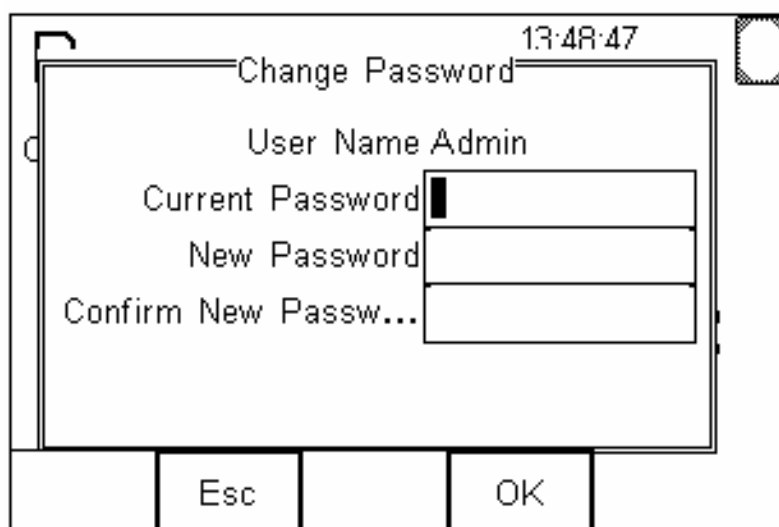 13:48:47
Change Password
User Name Admin
Current Password
New Password
Confirm New Passw...
Esc
OK